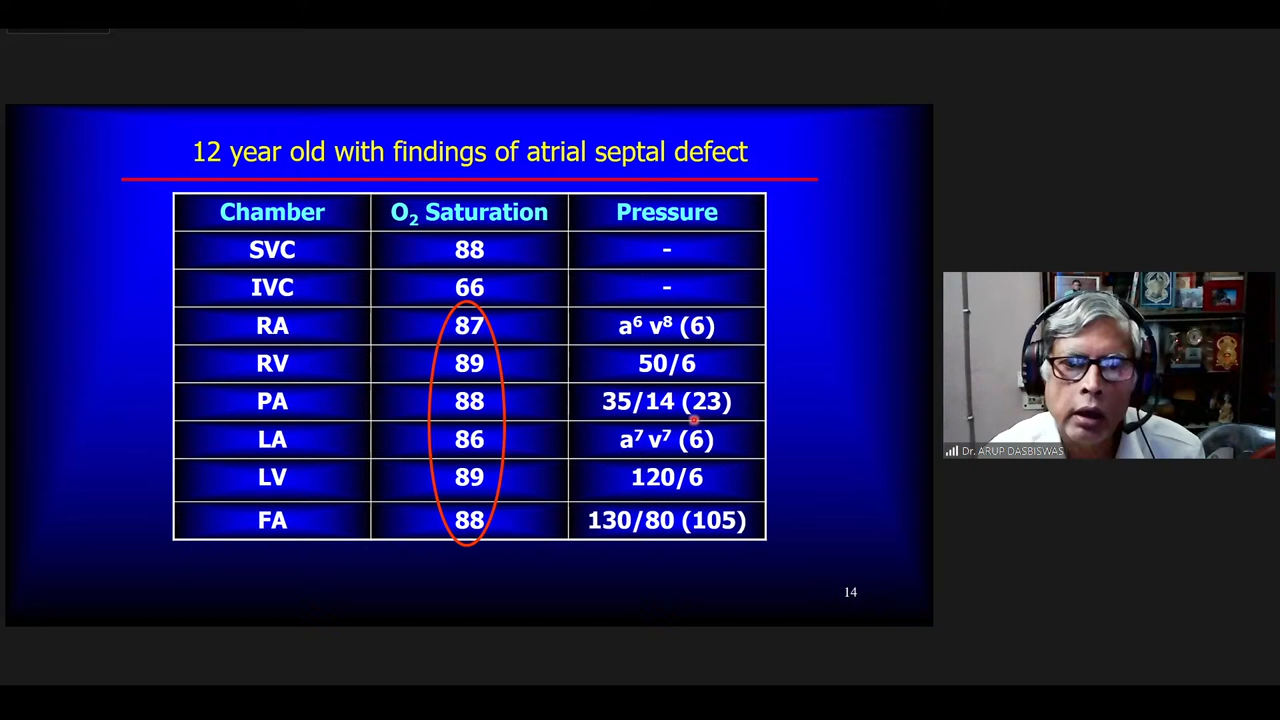 12 year old with findings of atrial septal defect
Chamber O₂ Saturation Pressure
SVC 88 -
IVC 66 -
RA 87 a⁶ v⁸ (6)
RV 89 50/6
PA 88 35/14 (23)
LA 86 a⁷ v⁷ (6)
LV 89 120/6
FA 88 130/80 (105)
14
Dr. ARUP DASBISWAS